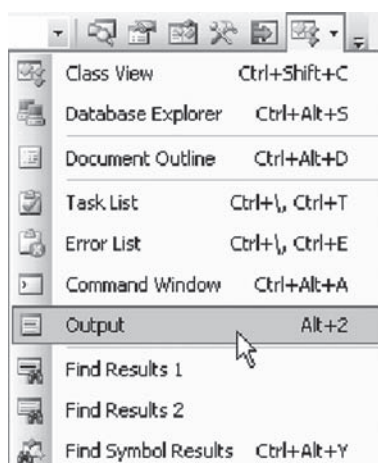 Class View Ctrl+Shift+C
Database Explorer Ctrl+Alt+S
Document Outline Ctrl+Alt+D
Task List Ctrl+\, Ctrl+T
Error List Ctrl+\, Ctrl+E
Command Window Ctrl+Alt+A
Output Alt+2
Find Results 1
Find Results 2
Find Symbol Results Ctrl+Alt+Y